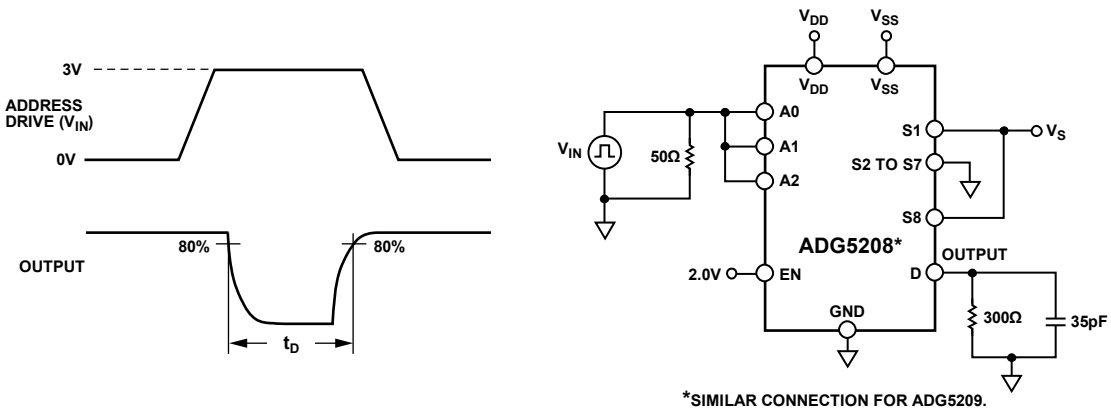 3V
ADDRESS
DRIVE (VIN)
0V
80%
80%
OUTPUT
tD
VDD
VSS
VDD
VSS
VIN
50Ω
A0
A1
A2
S1
VS
S2 TO S7
S8
ADG5208*
OUTPUT
2.0V
EN
D
GND
300Ω
35pF
*SIMILAR CONNECTION FOR ADG5209.